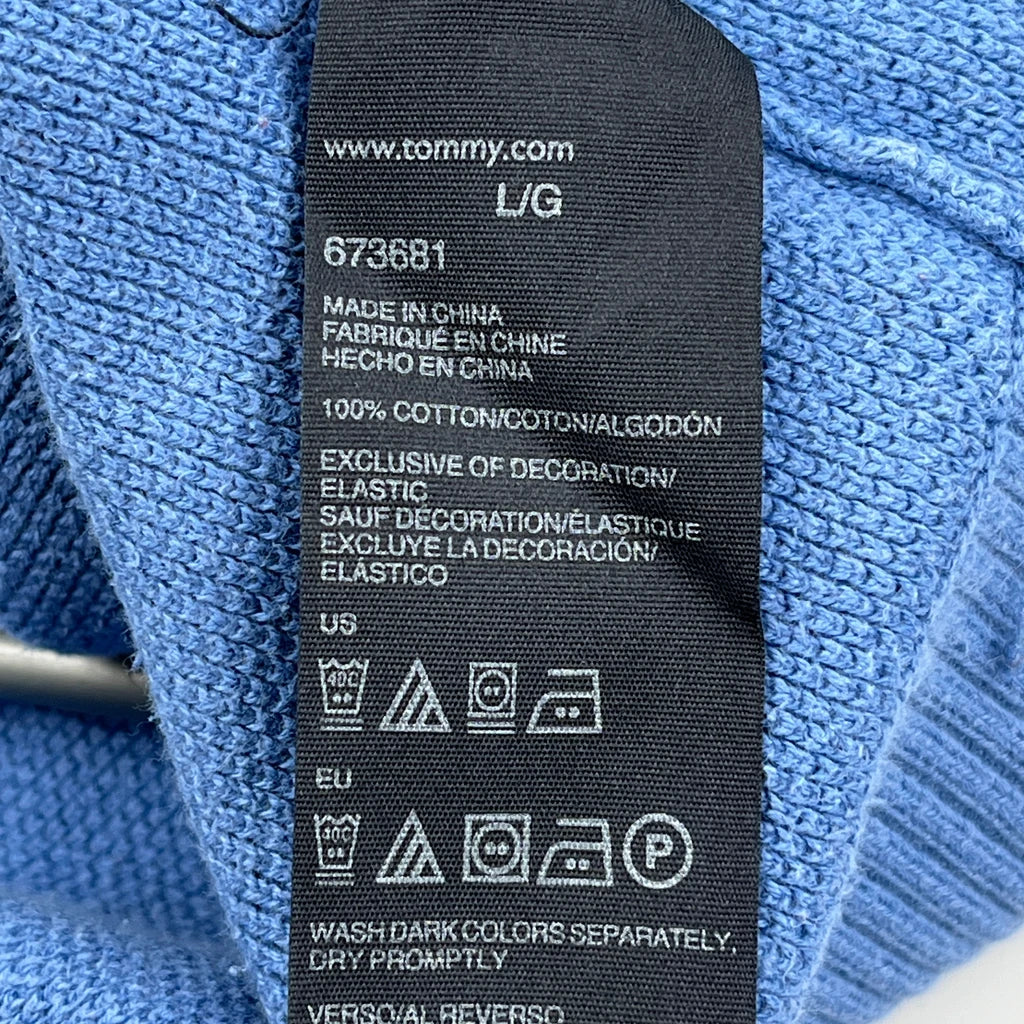 www.tommy.com
L/G
673681
MADE IN CHINA
FABRIQUÉ EN CHINE
HECHO EN CHINA
100% COTTON/COTON/ALGODÓN
EXCLUSIVE OF DECORATION/
ELASTIC
SAUF DÉCORATION/ÉLASTIQUE
EXCLUYE LA DECORACIÓN/
ELÁSTICO
US
40C
EU
40C P
WASH DARK COLORS SEPARATELY,
DRY PROMPTLY
VERSO/AL REVERSO